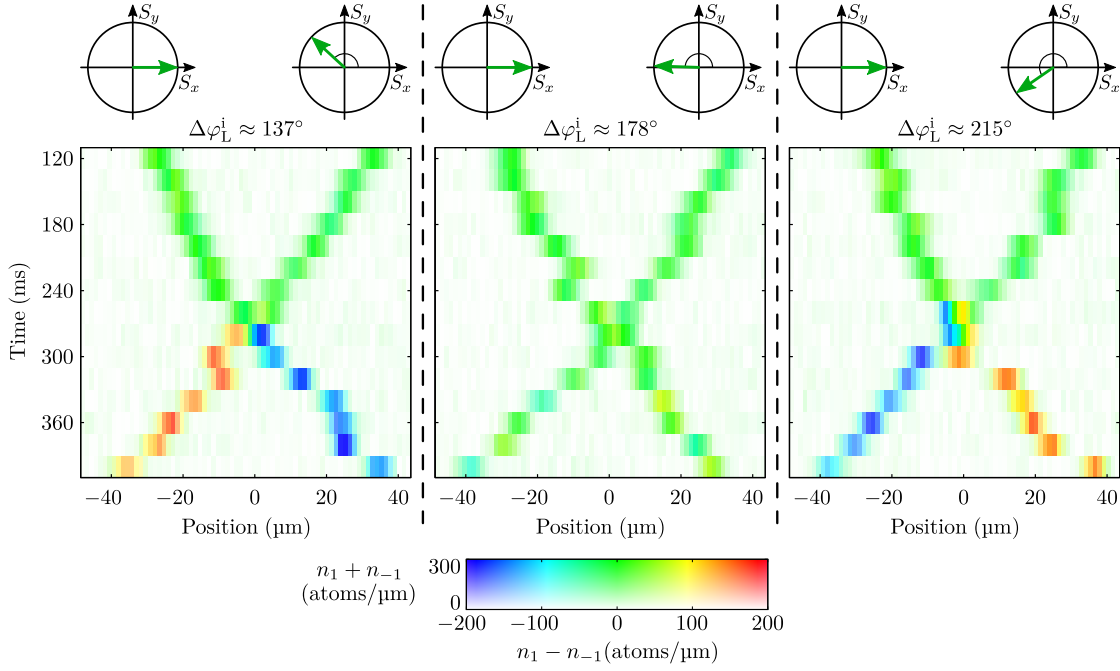 S_y S_y S_y S_y S_y S_y
S_x S_x S_x S_x S_x S_x
Δφ_L^i ≈ 137° Δφ_L^i ≈ 178° Δφ_L^i ≈ 215°
120
180
240
300
360
Time (ms)
−40 −20 0 20 40 −40 −20 0 20 40 −40 −20 0 20 40
Position (µm) Position (µm) Position (µm)
n_1 + n_{−1}
(atoms/µm)
300
0
−200 −100 0 100 200
n_1 − n_{−1}(atoms/µm)